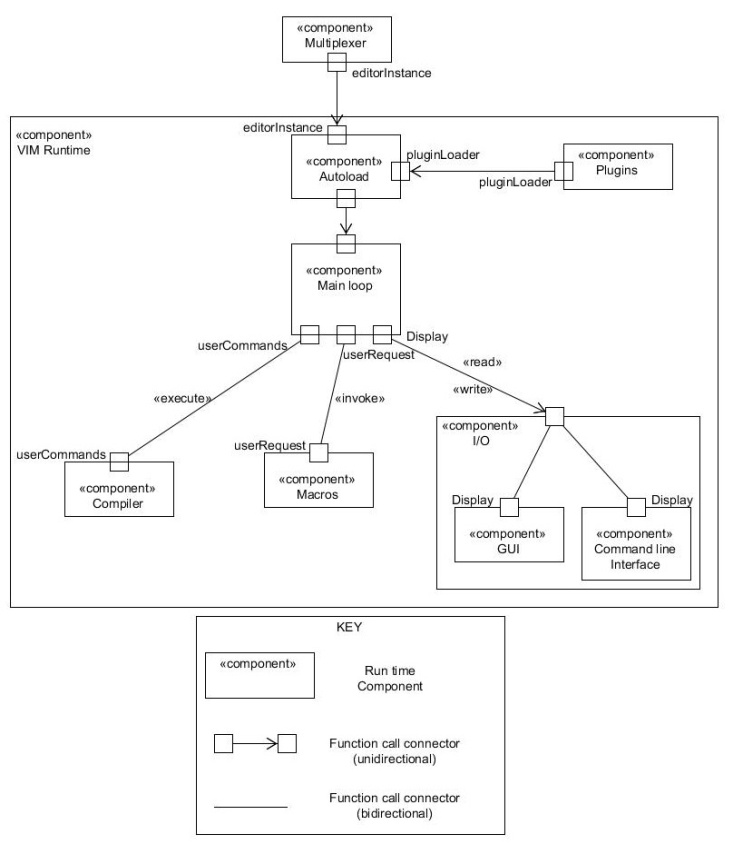 «component»
Multiplexer
editorInstance
editorInstance
«component»
VIM Runtime
«component»
Autoload
pluginLoader
pluginLoader
«component»
Plugins
«component»
Main loop
userCommands
userRequest
Display
«read»
«write»
«execute»
«invoke»
userCommands
«component»
Compiler
userRequest
«component»
Macros
«component»
I/O
Display
«component»
GUI
Display
«component»
Command line
Interface
KEY
«component»
Run time
Component
Function call connector
(unidirectional)
Function call connector
(bidirectional)